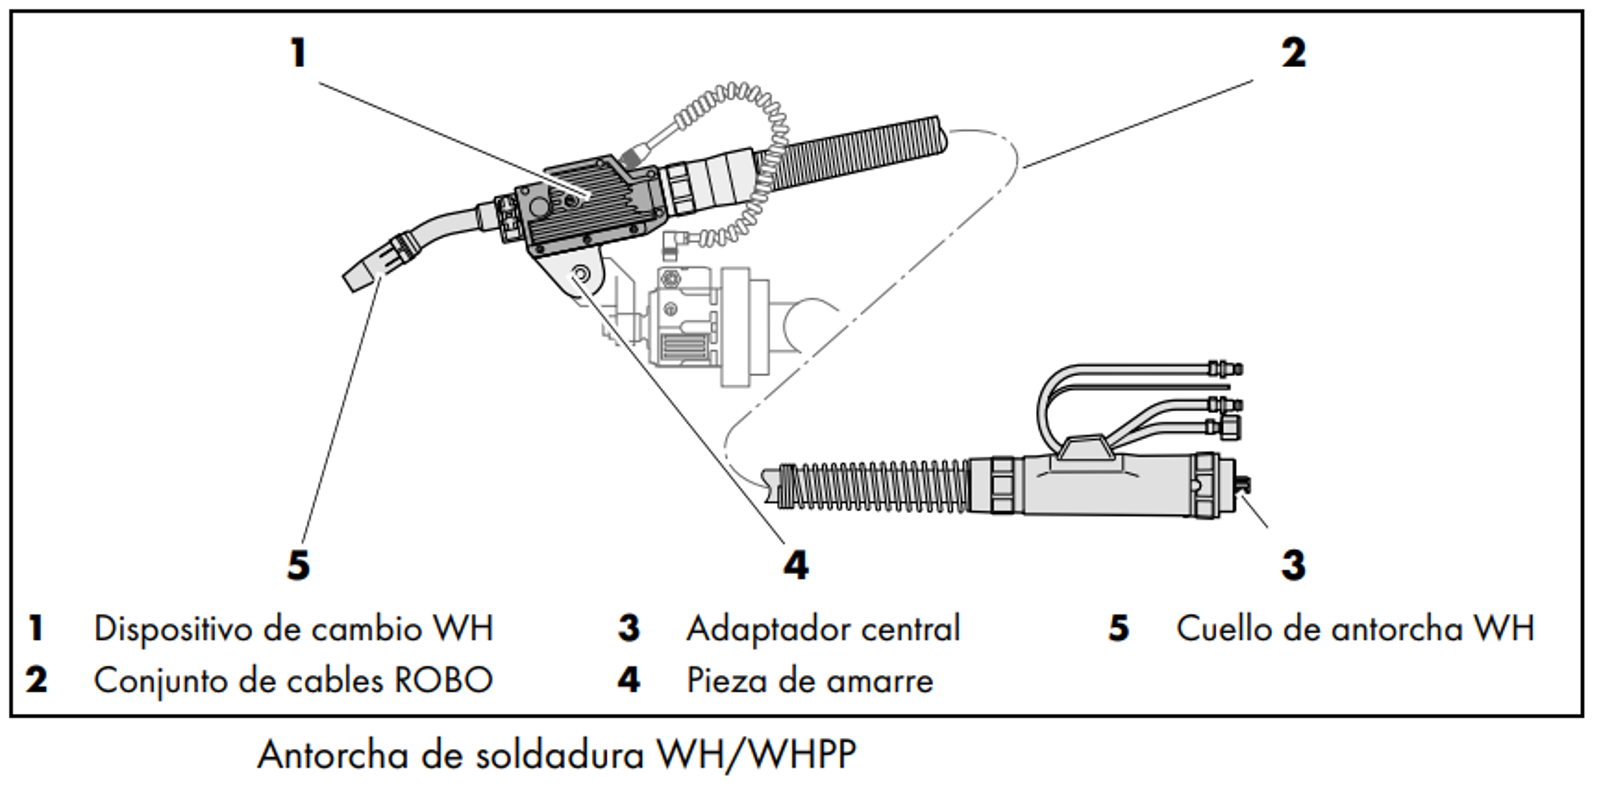 1
2
5
4
3
1 Dispositivo de cambio WH 3 Adaptador central 5 Cuello de antorcha WH
2 Conjunto de cables ROBO 4 Pieza de amarre
Antorcha de soldadura WH/WHPP